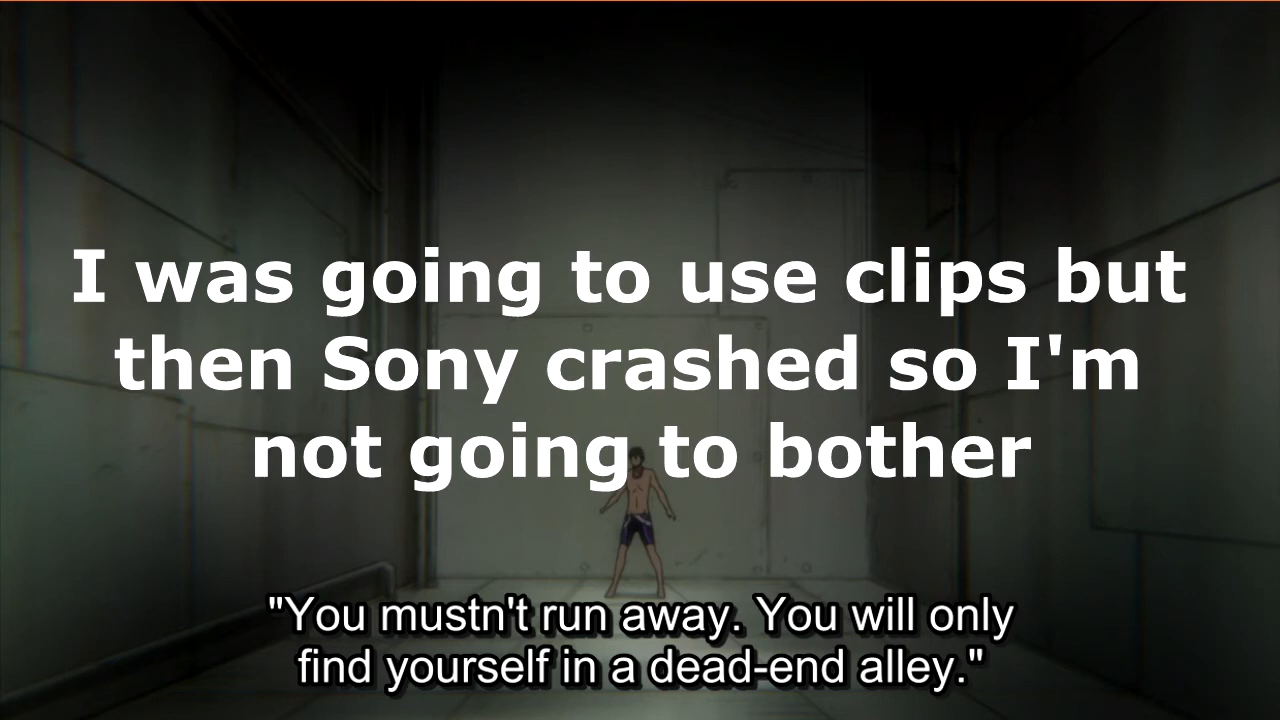 I was going to use clips but
then Sony crashed so I'm
not going to bother
"You mustn't run away. You will only
find yourself in a dead-end alley."